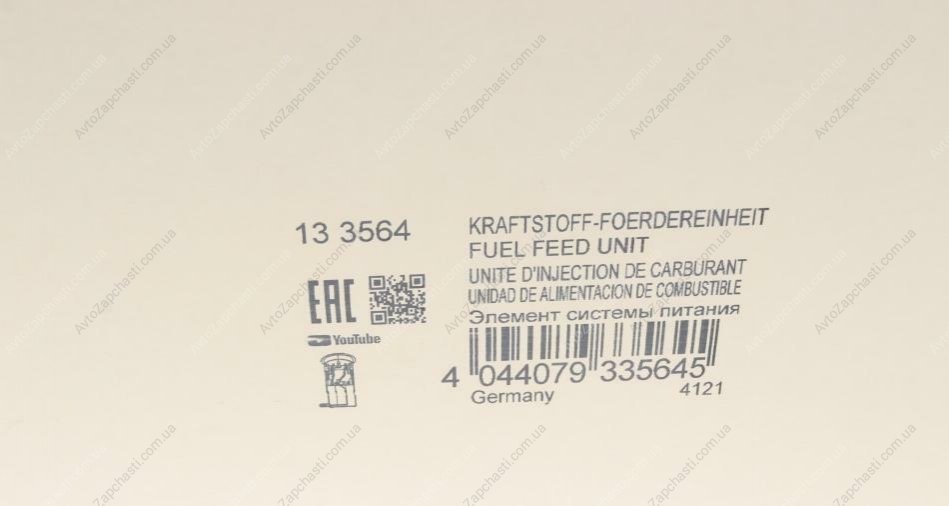 13 3564
KRAFTSTOFF-FOERDEREINHEIT
FUEL FEED UNIT
UNITE D'INJECTION DE CARBURANT
UNIDAD DE ALIMENTACION DE COMBUSTIBLE
Элемент системы питания
EAC
YouTube
12
4 044079 335645
Germany
4121
AvtoZapchasti.com.ua